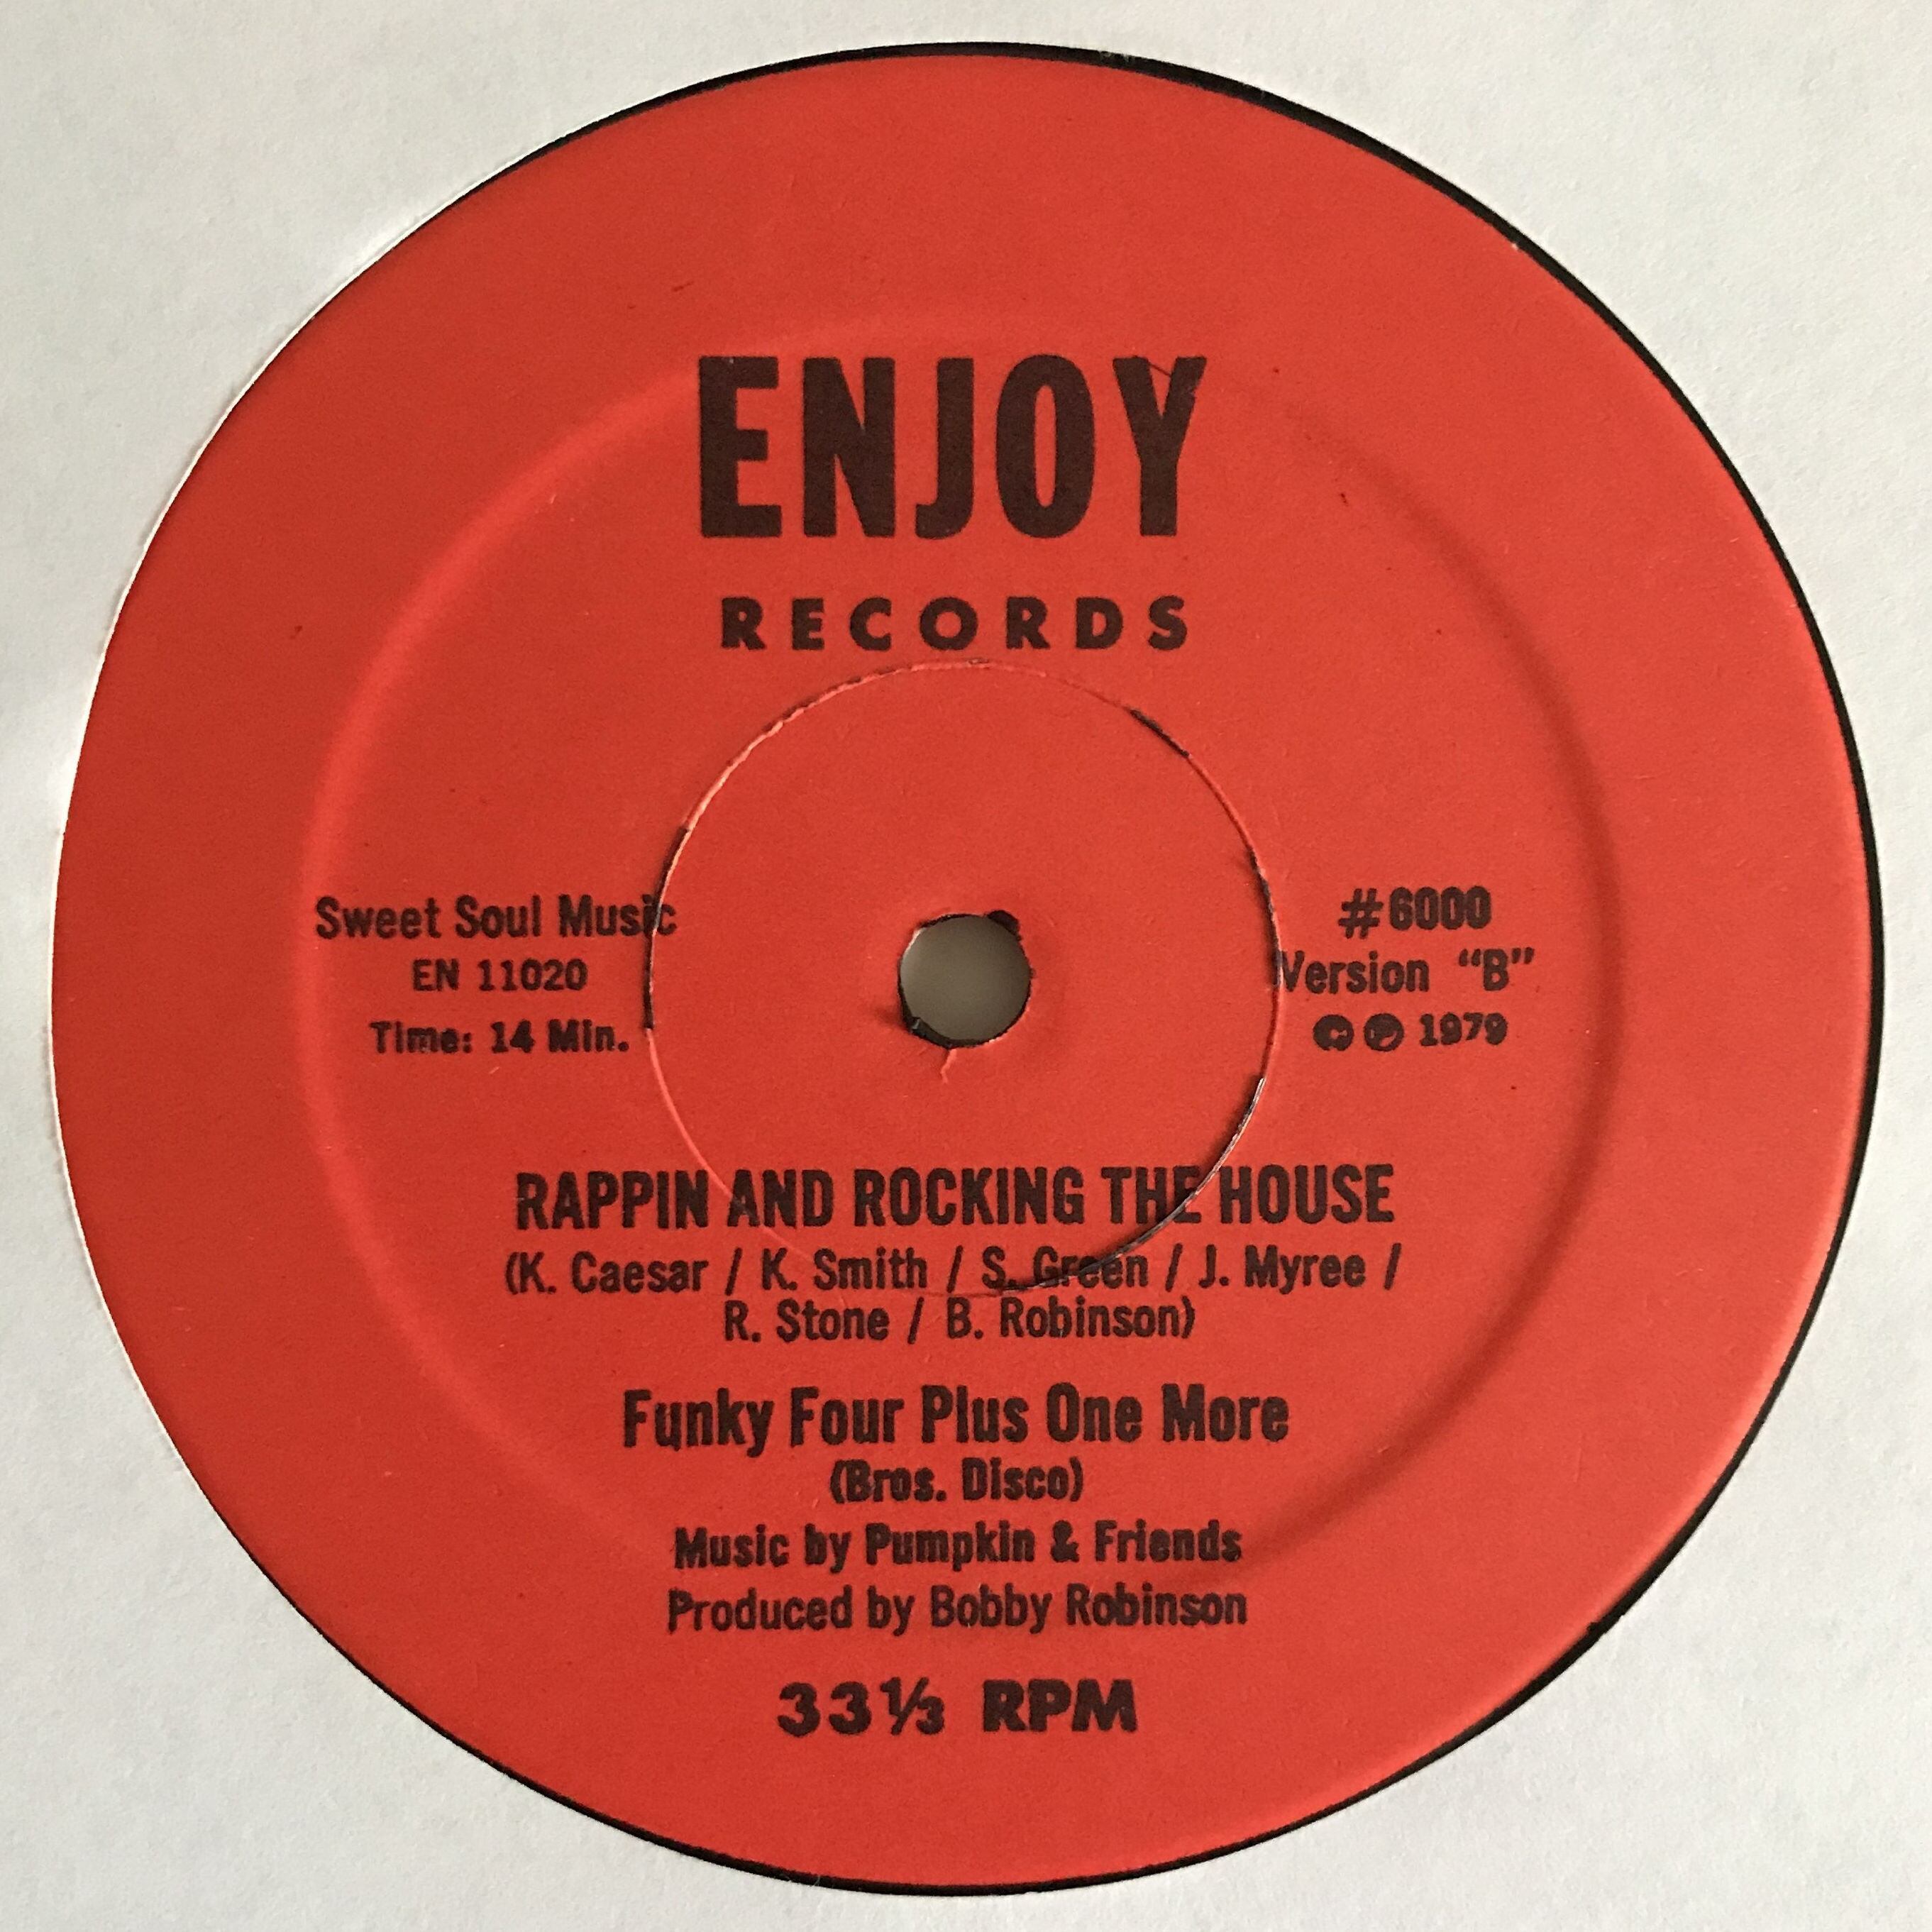 ENJOY
RECORDS
Sweet Soul Music
EN 11020
Time: 14 Min.
#6000
Version “B”
© ℗ 1979
RAPPIN AND ROCKING THE HOUSE
(K. Caesar / K. Smith / S. Green / J. Myree /
R. Stone / B. Robinson)
Funky Four Plus One More
(Bros. Disco)
Music by Pumpkin & Friends
Produced by Bobby Robinson
33⅓ RPM